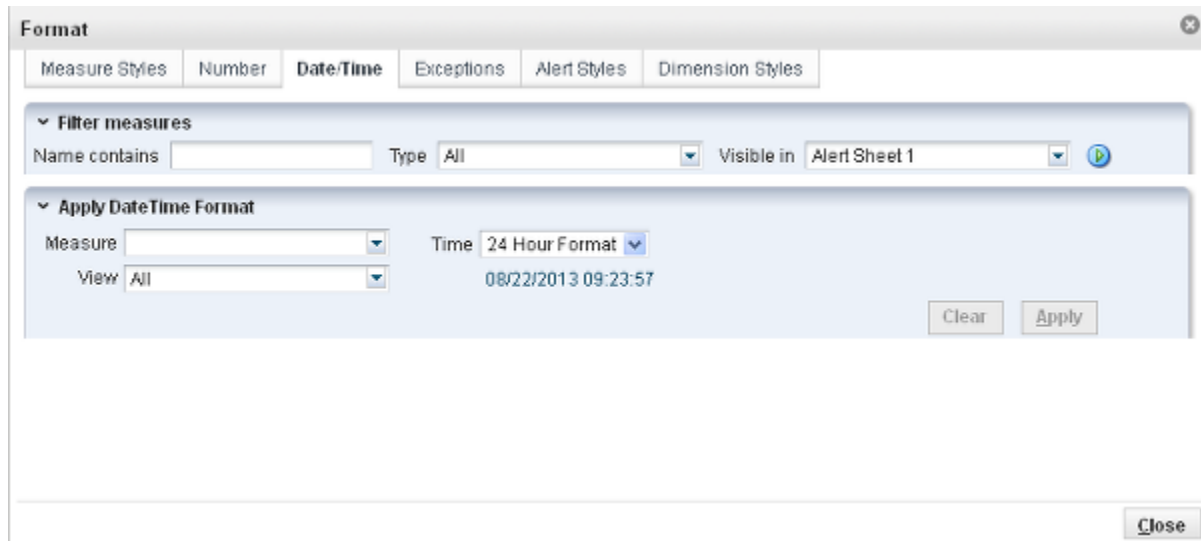 Format
Measure Styles Number Date/Time Exceptions Alert Styles Dimension Styles
Filter measures
Name contains Type All Visible in Alert Sheet 1
Apply DateTime Format
Measure Time 24 Hour Format
View All 08/22/2013 09:23:57
Clear Apply
Close